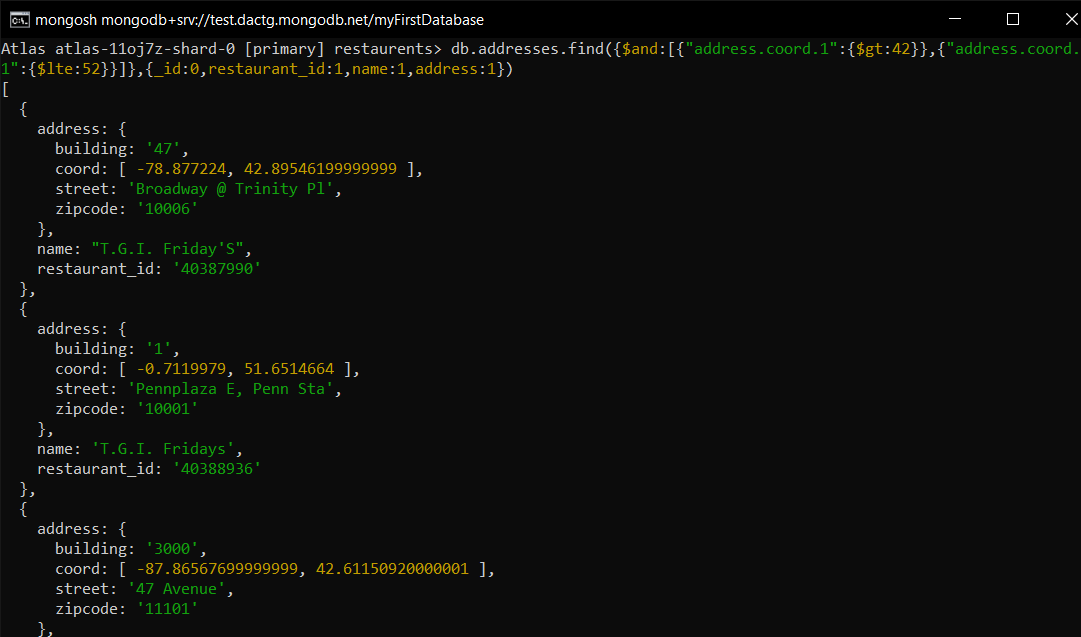 mongosh mongodb+srv://test.dactg.mongodb.net/myFirstDatabase
Atlas atlas-11oj7z-shard-0 [primary] restaurents> db.addresses.find({$and:[{"address.coord.1":{$gt:42}},{"address.coord.
1":{$lte:52}}]},{_id:0,restaurant_id:1,name:1,address:1})
[
  {
    address: {
      building: '47',
      coord: [ -78.877224, 42.89546199999999 ],
      street: 'Broadway @ Trinity Pl',
      zipcode: '10006'
    },
    name: "T.G.I. Friday'S",
    restaurant_id: '40387990'
  },
  {
    address: {
      building: '1',
      coord: [ -0.7119979, 51.6514664 ],
      street: 'Pennplaza E, Penn Sta',
      zipcode: '10001'
    },
    name: 'T.G.I. Fridays',
    restaurant_id: '40388936'
  },
  {
    address: {
      building: '3000',
      coord: [ -87.86567699999999, 42.61150920000001 ],
      street: '47 Avenue',
      zipcode: '11101'
    },